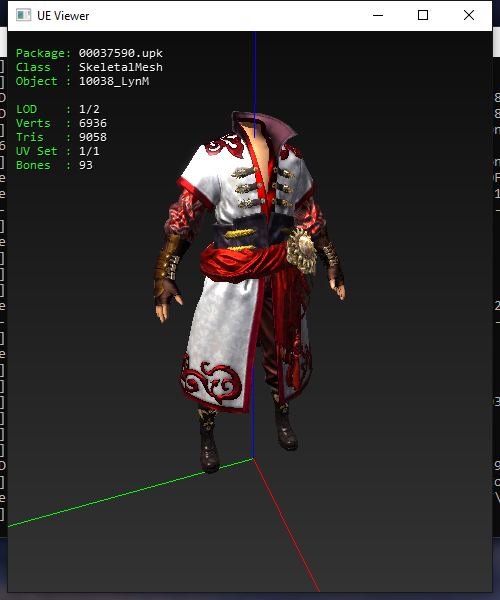 UE Viewer
Package: 00037590.upk
Class : SkeletalMesh
Object : 10038_LynM
LOD : 1/2
Verts : 6936
Tris : 9058
UV Set : 1/1
Bones : 93